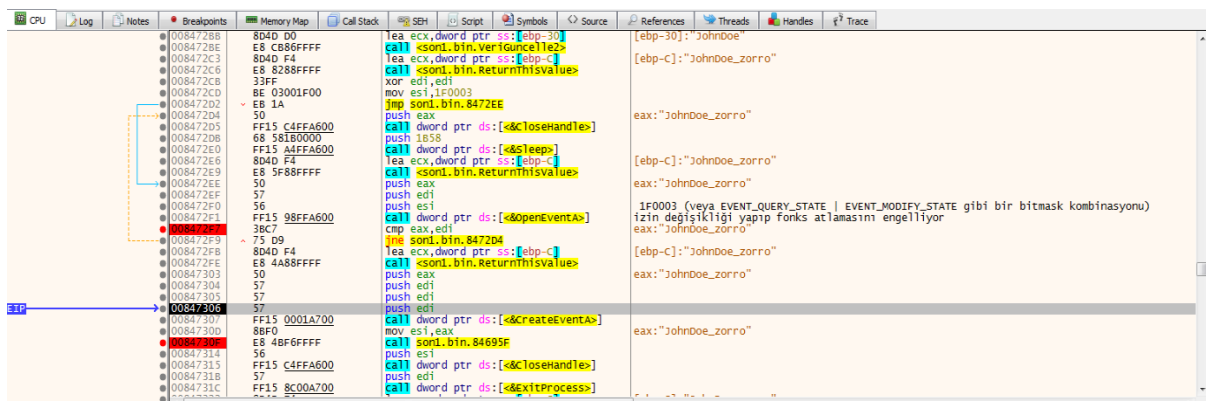 CPU Log Notes Breakpoints Memory Map Call Stack SEH Script Symbols Source References Threads Handles Trace
008472BB 8D4D D0 lea ecx,dword ptr ss:[ebp-30] [ebp-30]:"JohnDoe"
008472BE E8 CB86FFFF call <son1.bin.VeriGuncelle2>
008472C3 8D4D F4 lea ecx,dword ptr ss:[ebp-C] [ebp-C]:"JohnDoe_zorro"
008472C6 E8 8288FFFF call <son1.bin.ReturnThisValue>
008472CB 33FF xor edi,edi
008472CD BE 03001F00 mov esi,1F0003
008472D2 EB 1A jmp son1.bin.8472EE
008472D4 50 push eax eax:"JohnDoe_zorro"
008472D5 FF15 C4FFA600 call dword ptr ds:[<&CloseHandle>]
008472DB 68 581B0000 push 1B58
008472E0 FF15 A4FFA600 call dword ptr ds:[<&Sleep>]
008472E6 8D4D F4 lea ecx,dword ptr ss:[ebp-C] [ebp-C]:"JohnDoe_zorro"
008472E9 E8 5F88FFFF call <son1.bin.ReturnThisValue>
008472EE 50 push eax eax:"JohnDoe_zorro"
008472EF 57 push edi
008472F0 56 push esi 1F0003 (veya EVENT_QUERY_STATE | EVENT_MODIFY_STATE gibi bir bitmask kombinasyonu)
008472F1 FF15 98FFA600 call dword ptr ds:[<&OpenEventA>] izin değişikliği yapıp fonks atlamasını engelliyor
008472F7 3BC7 cmp eax,edi eax:"JohnDoe_zorro"
008472F9 75 D9 jne son1.bin.8472D4
008472FB 8D4D F4 lea ecx,dword ptr ss:[ebp-C] [ebp-C]:"JohnDoe_zorro"
008472FE E8 4A88FFFF call <son1.bin.ReturnThisValue>
00847303 50 push eax eax:"JohnDoe_zorro"
00847304 57 push edi
00847305 57 push edi
EIP 00847306 57 push edi
00847307 FF15 0001A700 call dword ptr ds:[<&CreateEventA>]
0084730D 8BF0 mov esi,eax eax:"JohnDoe_zorro"
0084730F E8 4BF6FFFF call son1.bin.84695F
00847314 56 push esi
00847315 FF15 C4FFA600 call dword ptr ds:[<&CloseHandle>]
0084731B 57 push edi
0084731C FF15 8C00A700 call dword ptr ds:[<&ExitProcess>]